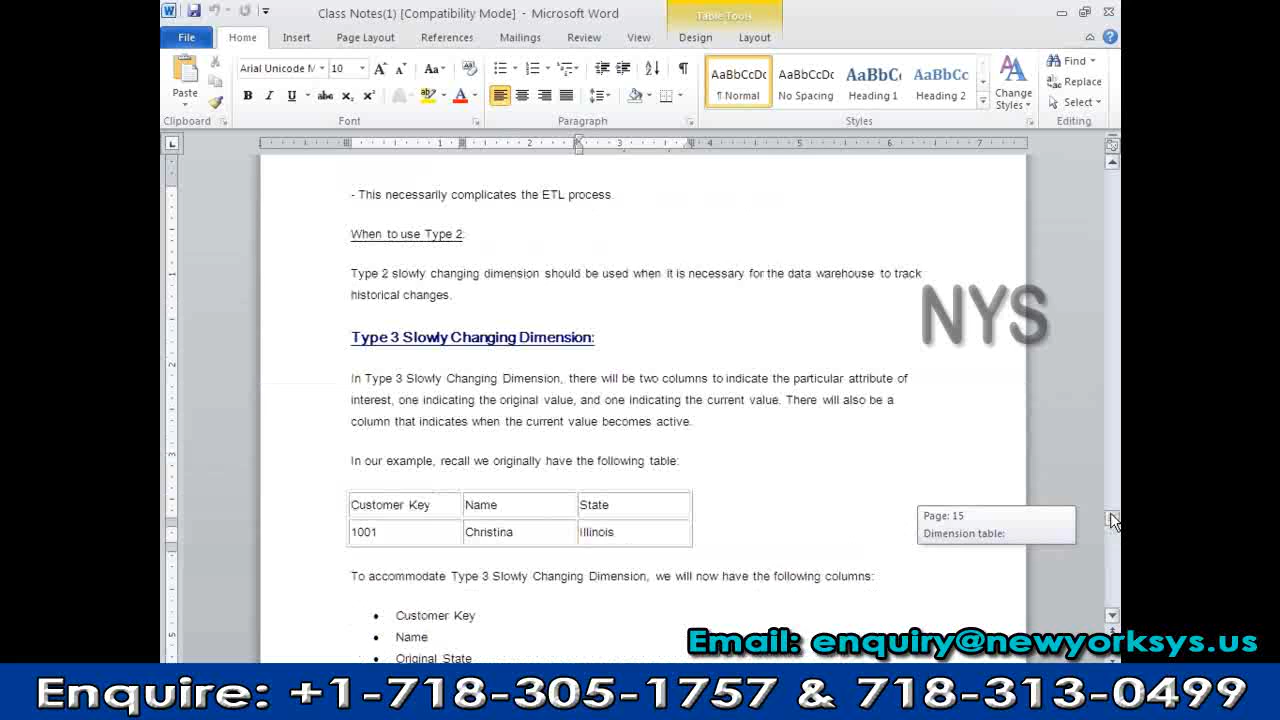 Class Notes(1) [Compatibility Mode] - Microsoft Word
Table Tools
File Home Insert Page Layout References Mailings Review View Design Layout
Paste
Arial Unicode M 10
AaBbCcDc AaBbCcDc AaBbC AaBbCc
¶ Normal No Spacing Heading 1 Heading 2
Change Styles
Find
Replace
Select
Clipboard Font Paragraph Styles Editing
1 2 3 4 5 6 7
- This necessarily complicates the ETL process.
When to use Type 2:
Type 2 slowly changing dimension should be used when it is necessary for the data warehouse to track
historical changes.
NYS
Type 3 Slowly Changing Dimension:
In Type 3 Slowly Changing Dimension, there will be two columns to indicate the particular attribute of
interest, one indicating the original value, and one indicating the current value. There will also be a
column that indicates when the current value becomes active.
In our example, recall we originally have the following table:
Customer Key Name State
1001 Christina Illinois
Page: 15
Dimension table:
To accommodate Type 3 Slowly Changing Dimension, we will now have the following columns:
• Customer Key
• Name
• Original State
Email: enquiry@newyorksys.us
Enquire: +1-718-305-1757 & 718-313-0499